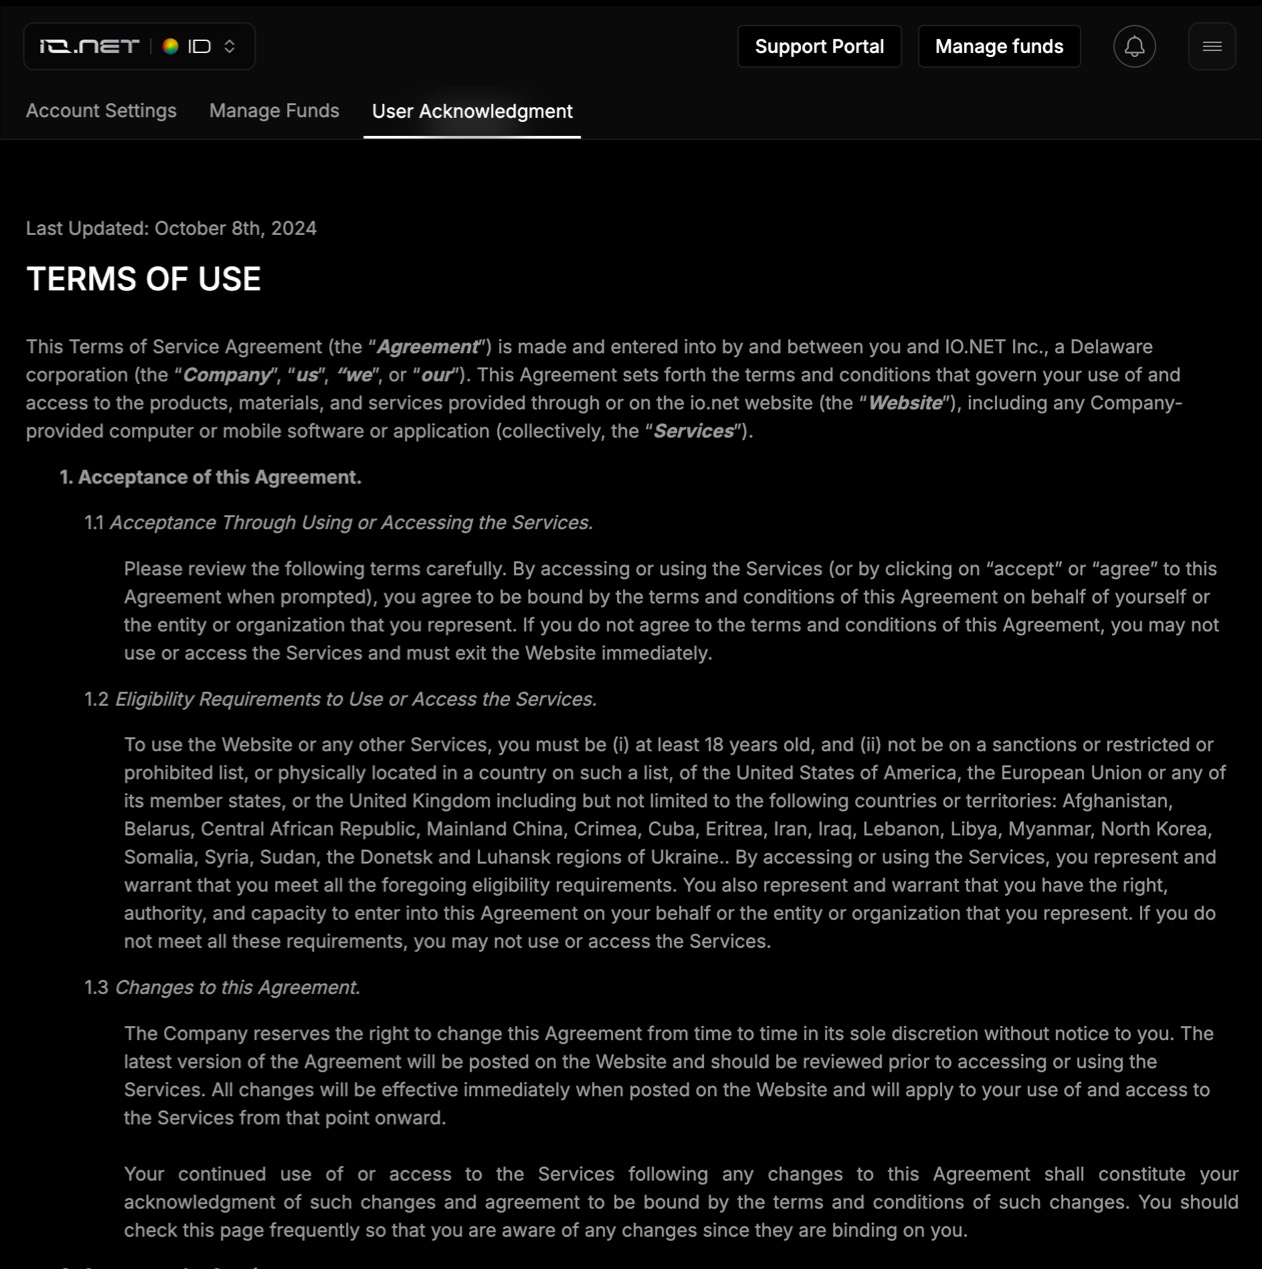 io.net ID
Support Portal
Manage funds
Account Settings
Manage Funds
User Acknowledgment
Last Updated: October 8th, 2024
TERMS OF USE
This Terms of Service Agreement (the “Agreement”) is made and entered into by and between you and IO.NET Inc., a Delaware
corporation (the “Company”, “us”, “we”, or “our”). This Agreement sets forth the terms and conditions that govern your use of and
access to the products, materials, and services provided through or on the io.net website (the “Website”), including any Company-
provided computer or mobile software or application (collectively, the “Services”).
1. Acceptance of this Agreement.
1.1 Acceptance Through Using or Accessing the Services.
Please review the following terms carefully. By accessing or using the Services (or by clicking on “accept” or “agree” to this
Agreement when prompted), you agree to be bound by the terms and conditions of this Agreement on behalf of yourself or
the entity or organization that you represent. If you do not agree to the terms and conditions of this Agreement, you may not
use or access the Services and must exit the Website immediately.
1.2 Eligibility Requirements to Use or Access the Services.
To use the Website or any other Services, you must be (i) at least 18 years old, and (ii) not be on a sanctions or restricted or
prohibited list, or physically located in a country on such a list, of the United States of America, the European Union or any of
its member states, or the United Kingdom including but not limited to the following countries or territories: Afghanistan,
Belarus, Central African Republic, Mainland China, Crimea, Cuba, Eritrea, Iran, Iraq, Lebanon, Libya, Myanmar, North Korea,
Somalia, Syria, Sudan, the Donetsk and Luhansk regions of Ukraine.. By accessing or using the Services, you represent and
warrant that you meet all the foregoing eligibility requirements. You also represent and warrant that you have the right,
authority, and capacity to enter into this Agreement on your behalf or the entity or organization that you represent. If you do
not meet all these requirements, you may not use or access the Services.
1.3 Changes to this Agreement.
The Company reserves the right to change this Agreement from time to time in its sole discretion without notice to you. The
latest version of the Agreement will be posted on the Website and should be reviewed prior to accessing or using the
Services. All changes will be effective immediately when posted on the Website and will apply to your use of and access to
the Services from that point onward.
Your continued use of or access to the Services following any changes to this Agreement shall constitute your
acknowledgment of such changes and agreement to be bound by the terms and conditions of such changes. You should
check this page frequently so that you are aware of any changes since they are binding on you.